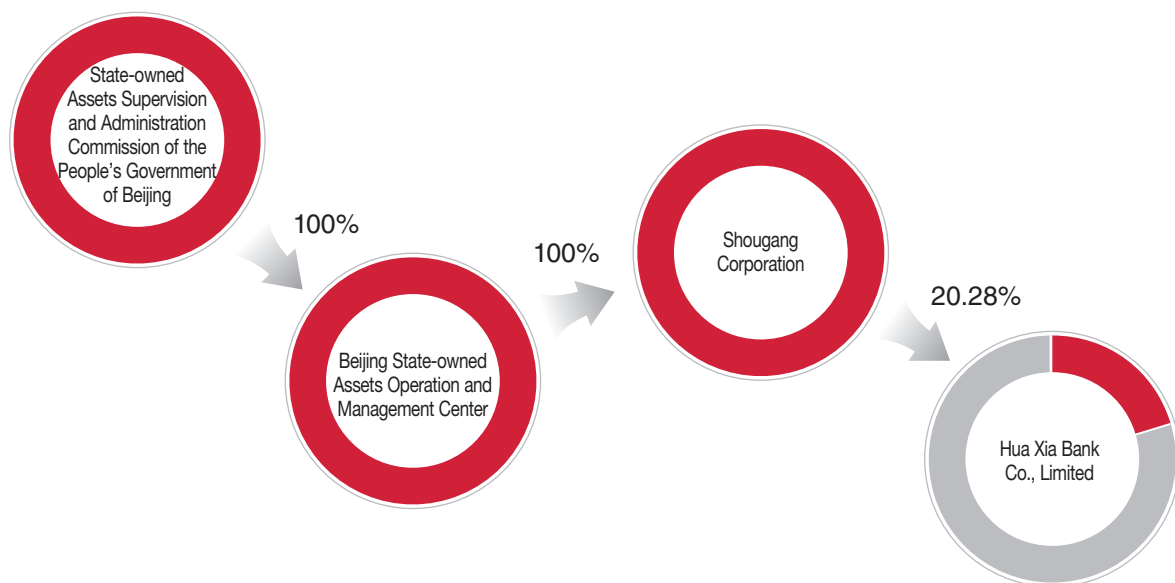 State-owned
Assets Supervision
and Administration
Commission of the
People's Government
of Beijing
100%
Beijing State-owned
Assets Operation and
Management Center
100%
Shougang
Corporation
20.28%
Hua Xia Bank
Co., Limited